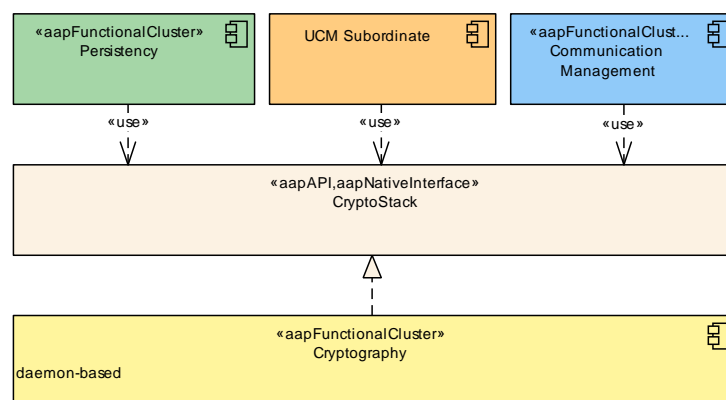 «aapFunctionalCluster»
Persistency
UCM Subordinate
«aapFunctionalClust...
Communication
Management
«use»
«use»
«use»
«aapAPI,aapNativeInterface»
CryptoStack
«aapFunctionalCluster»
Cryptography
daemon-based